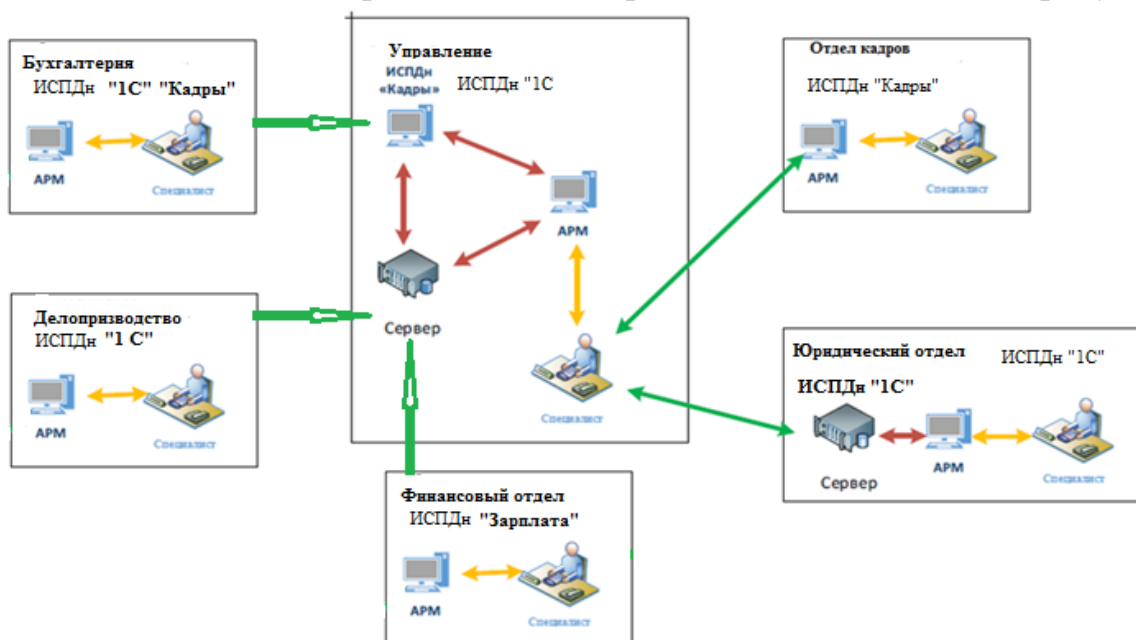 Бухгалтерия
ИСПДн "1С" "Кадры"
АРМ
Специалист
Управление
ИСПДн
«Кадры»
ИСПДн "1С
АРМ
Сервер
Отдел кадров
ИСПДн "Кадры"
АРМ
Специалист
Делопризводство
ИСПДн "1 С"
АРМ
Специалист
Юридический отдел
ИСПДн "1С"
ИСПДн "1С"
Сервер
АРМ
Специалист
Финансовый отдел
ИСПДн "Зарплата"
АРМ
Специалист